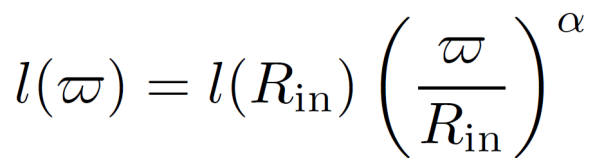 l(ϖ) = l(R_in) (ϖ / R_in)^α